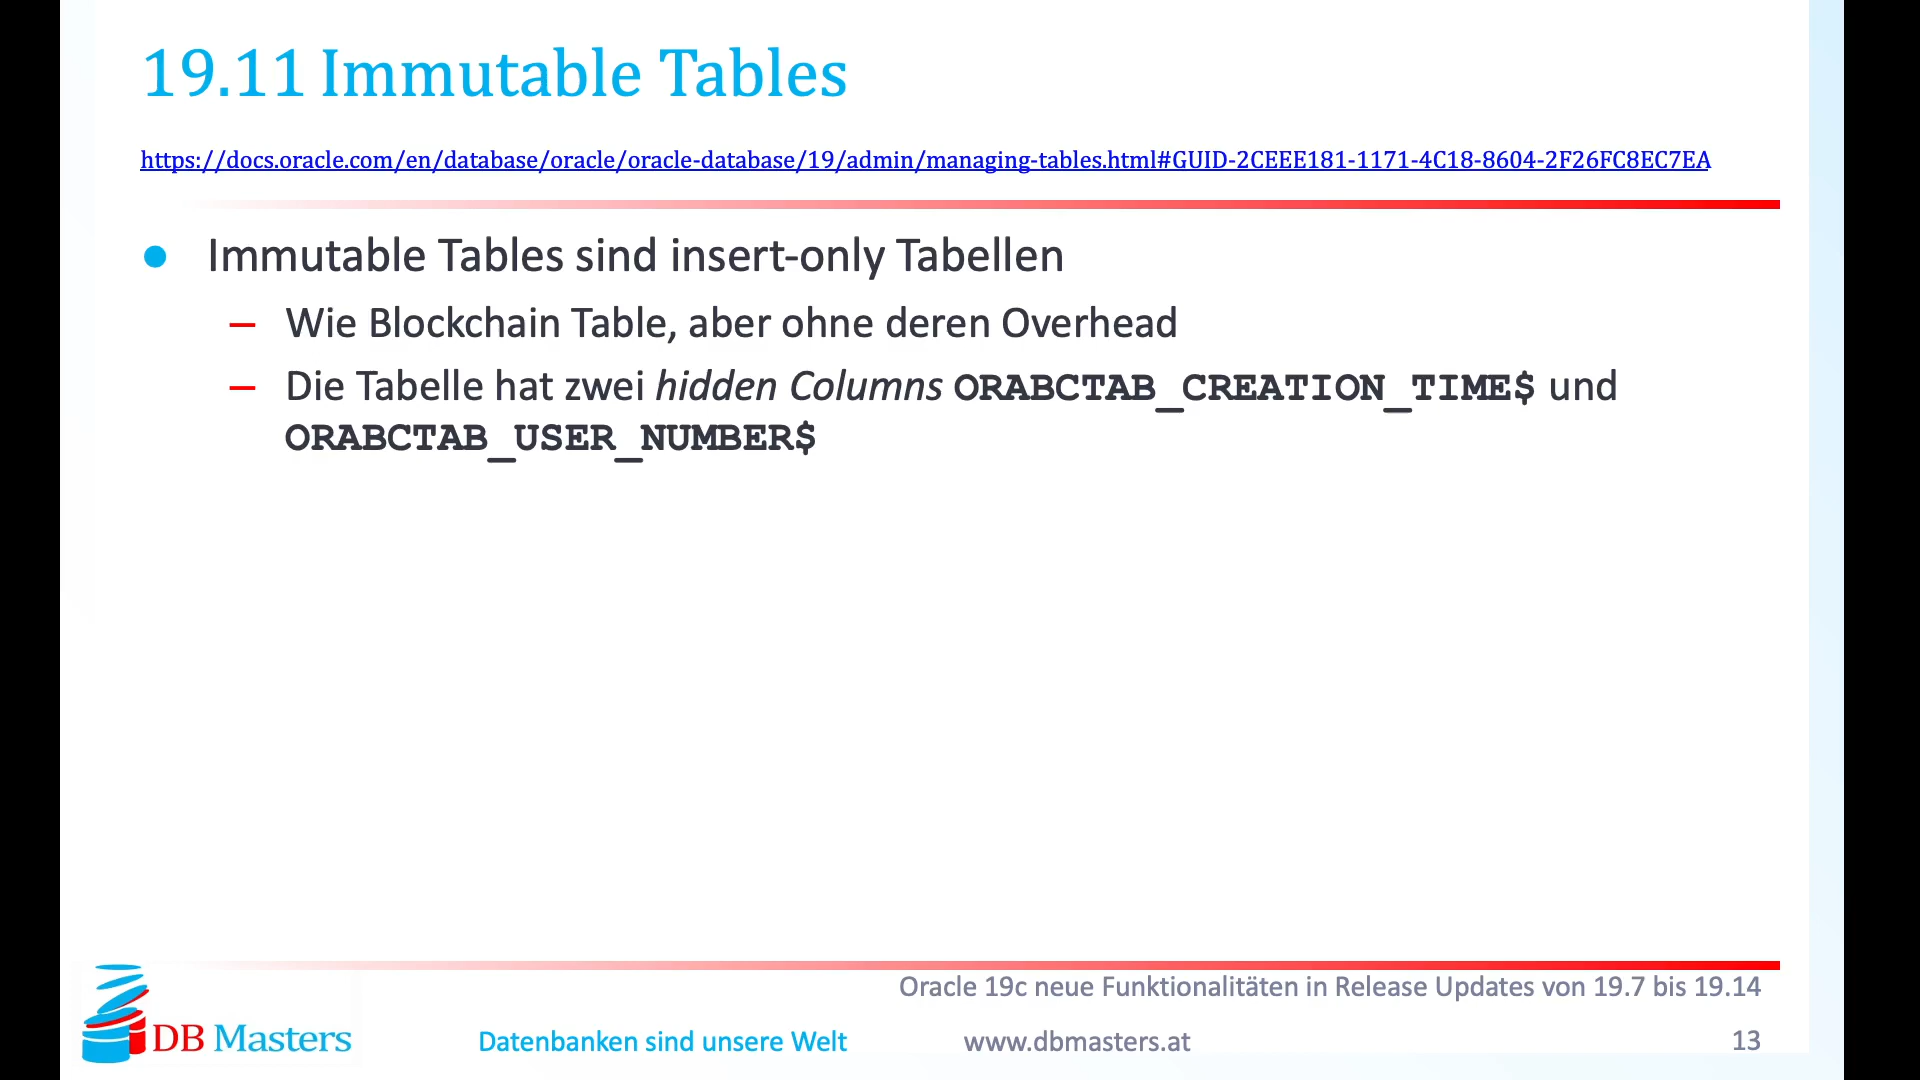 19.11 Immutable Tables
https://docs.oracle.com/en/database/oracle/oracle-database/19/admin/managing-tables.html#GUID-2CEEE181-1171-4C18-8604-2F26FC8EC7EA
● Immutable Tables sind insert-only Tabellen
– Wie Blockchain Table, aber ohne deren Overhead
– Die Tabelle hat zwei hidden Columns ORABCTAB_CREATION_TIME$ und
ORABCTAB_USER_NUMBER$
Oracle 19c neue Funktionalitäten in Release Updates von 19.7 bis 19.14
DB Masters Datenbanken sind unsere Welt www.dbmasters.at 13